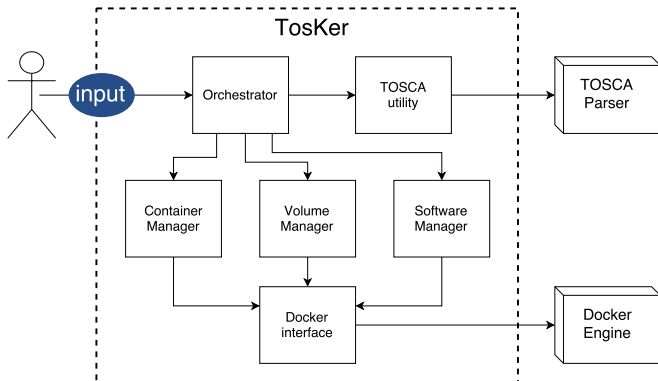 TosKer
input
Orchestrator
TOSCA
utility
TOSCA
Parser
Container
Manager
Volume
Manager
Software
Manager
Docker
interface
Docker
Engine